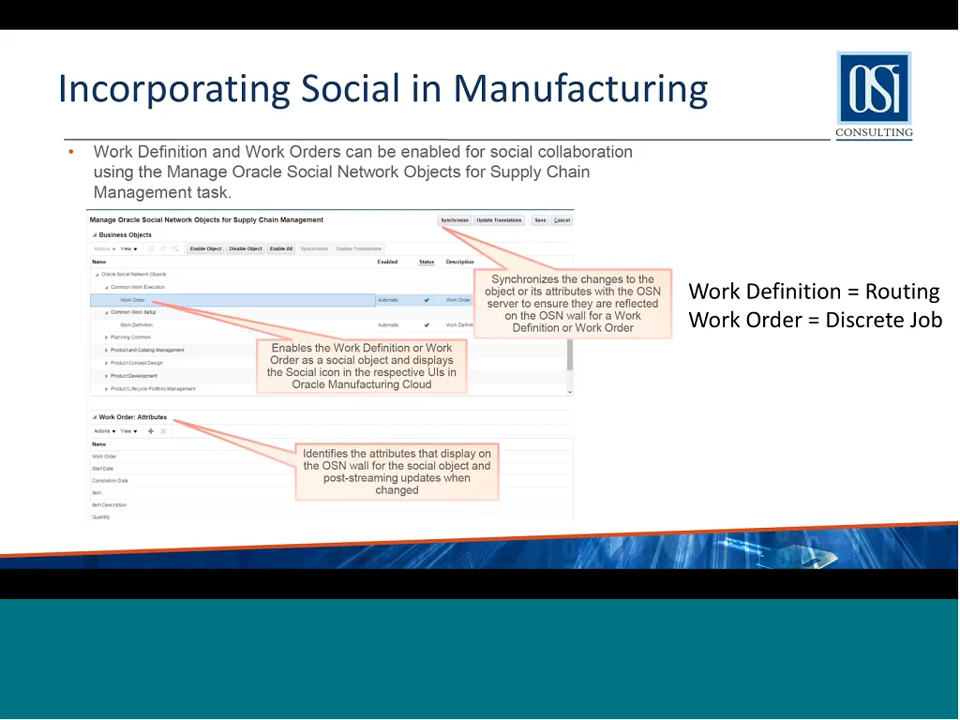 Incorporating Social in Manufacturing
OSI
CONSULTING
• Work Definition and Work Orders can be enabled for social collaboration
using the Manage Oracle Social Network Objects for Supply Chain
Management task.
Manage Oracle Social Network Objects for Supply Chain Management
Synchronize Update Translations Save Cancel
Business Objects
Actions View Enable Object Disable Object Enable All Synchronize Update Translations
Name Enabled Status Description
Oracle Social Network Objects
Common Work Execution
Work Order Automatic Work Order
Common Work Setup
Work Definition Automatic Work Defini
Planning Common
Product and Catalog Management
Product Concept Design
Product Development
Product Lifecycle Portfolio Management
Synchronizes the changes to the
object or its attributes with the OSN
server to ensure they are reflected
on the OSN wall for a Work
Definition or Work Order
Work Definition = Routing
Work Order = Discrete Job
Enables the Work Definition or Work
Order as a social object and displays
the Social icon in the respective UIs in
Oracle Manufacturing Cloud
Work Order: Attributes
Actions View
Name
Work Order
Start Date
Completion Date
Item
Item Description
Quantity
Identifies the attributes that display on
the OSN wall for the social object and
post-streaming updates when
changed